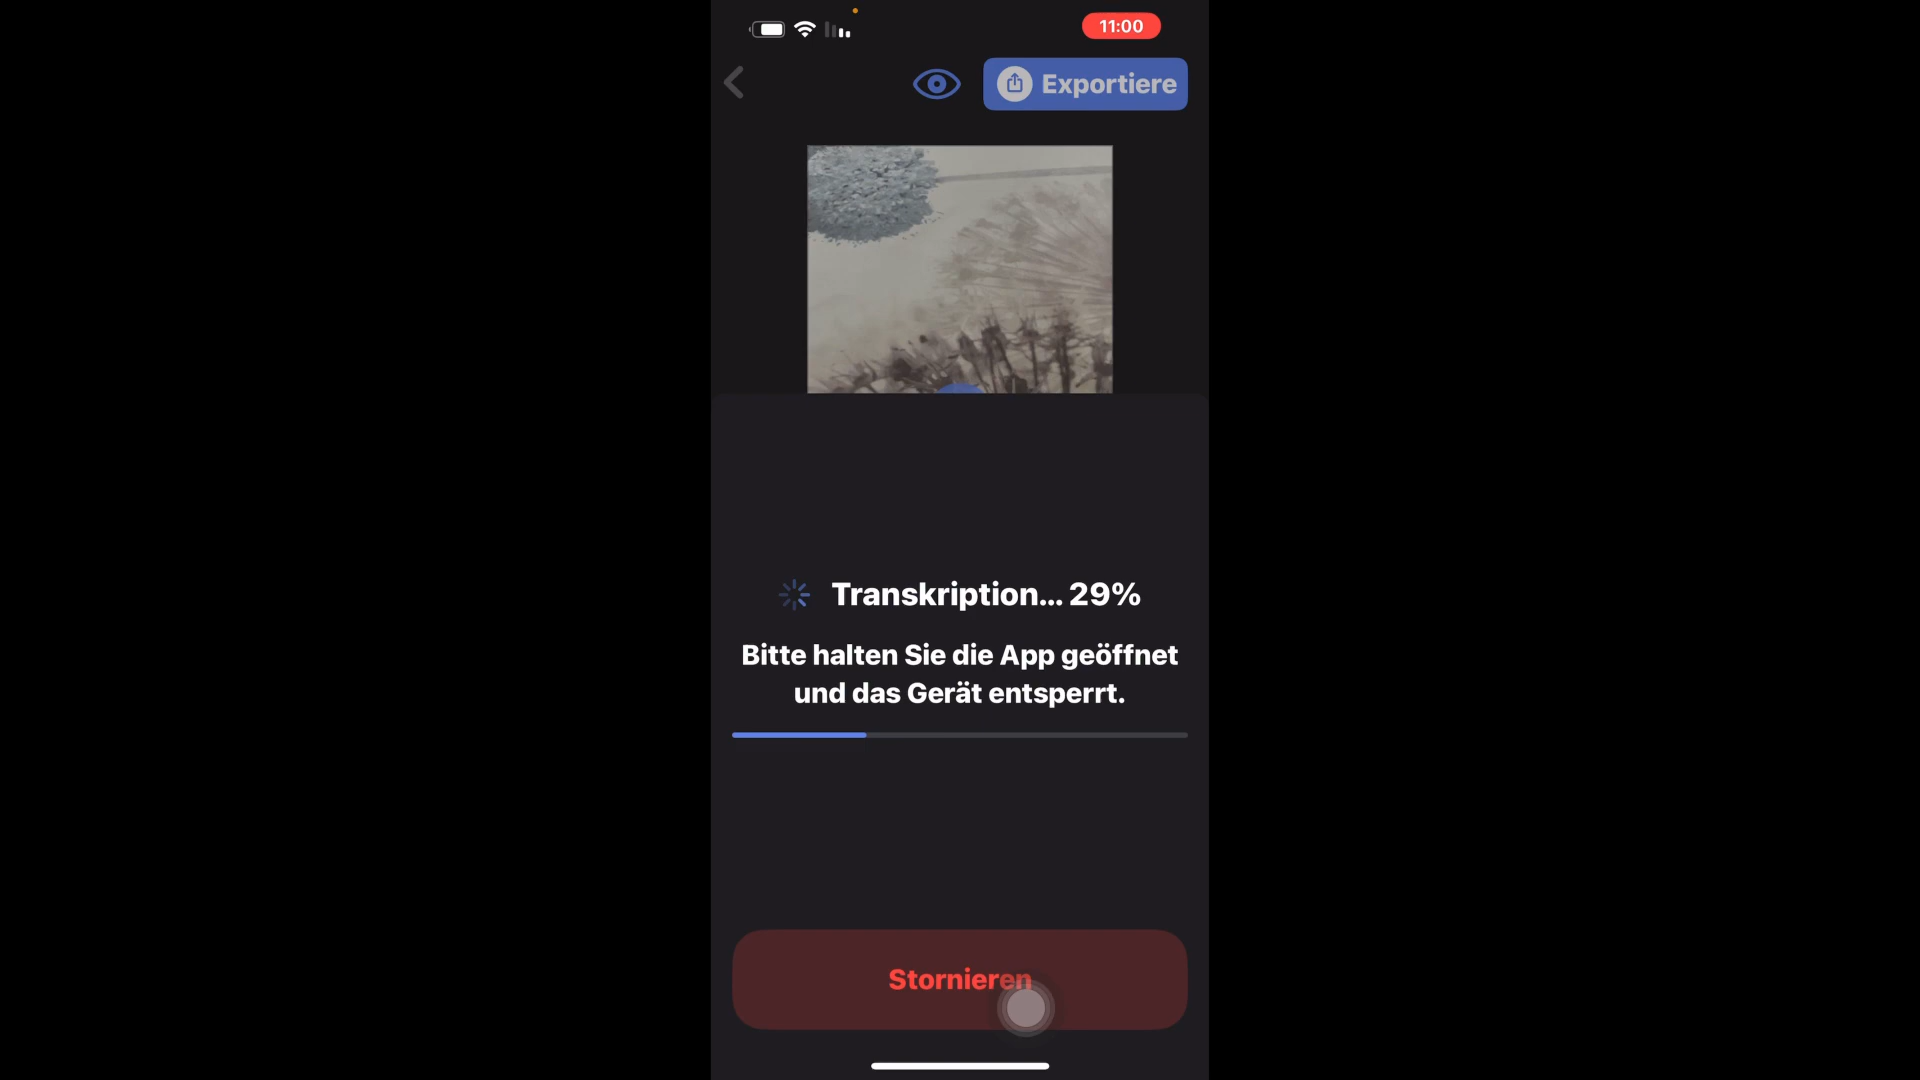 11:00
Exportiere
Transkription... 29%
Bitte halten Sie die App geöffnet
und das Gerät entsperrt.
Stornieren